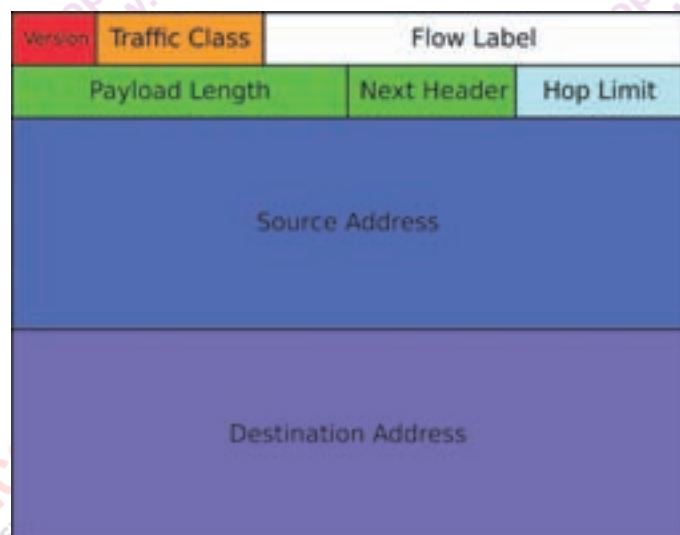 Version Traffic Class Flow Label
Payload Length Next Header Hop Limit
Source Address
Destination Address